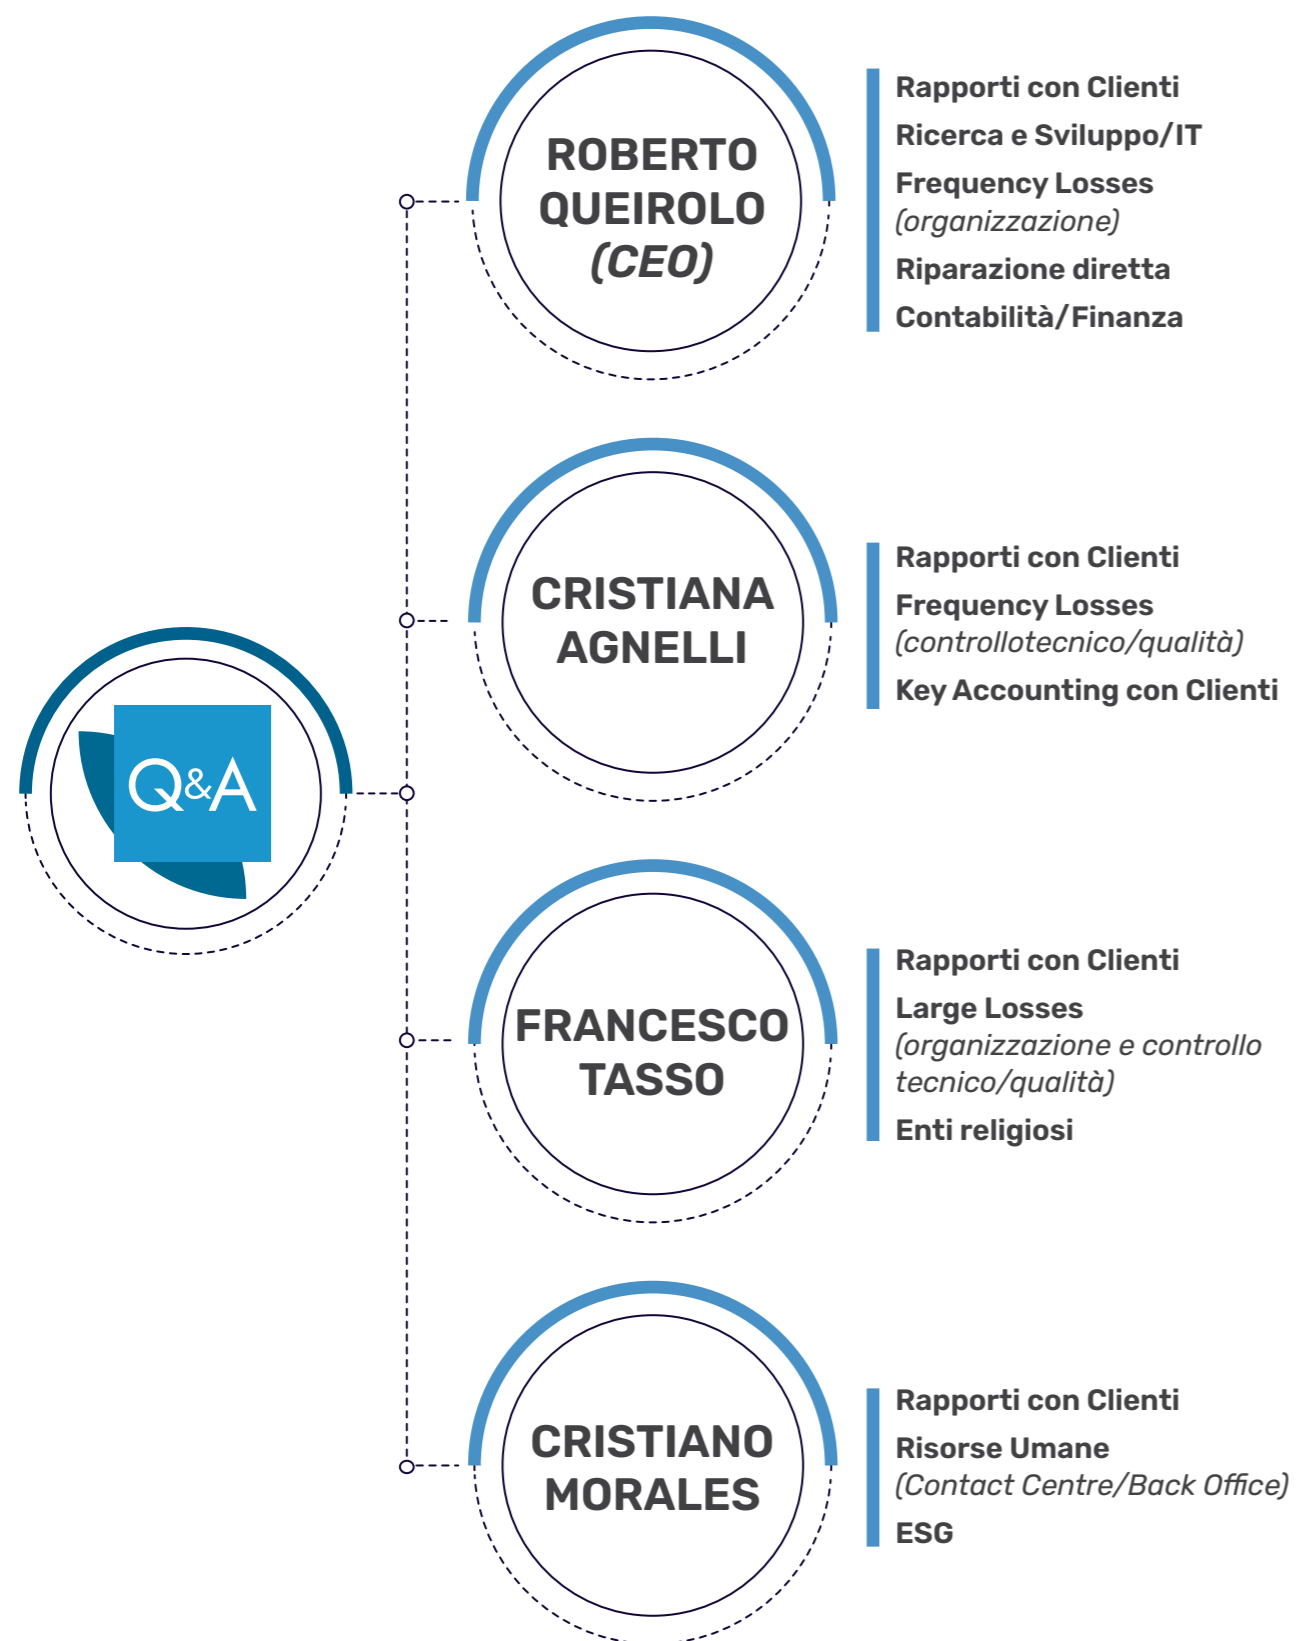 ROBERTO
QUEIROLO
(CEO)
Rapporti con Clienti
Ricerca e Sviluppo/IT
Frequency Losses
(organizzazione)
Riparazione diretta
Contabilità/Finanza
CRISTIANA
AGNELLI
Rapporti con Clienti
Frequency Losses
(controllotecnico/qualità)
Key Accounting con Clienti
Q&A
FRANCESCO
TASSO
Rapporti con Clienti
Large Losses
(organizzazione e controllo
tecnico/qualità)
Enti religiosi
CRISTIANO
MORALES
Rapporti con Clienti
Risorse Umane
(Contact Centre/Back Office)
ESG